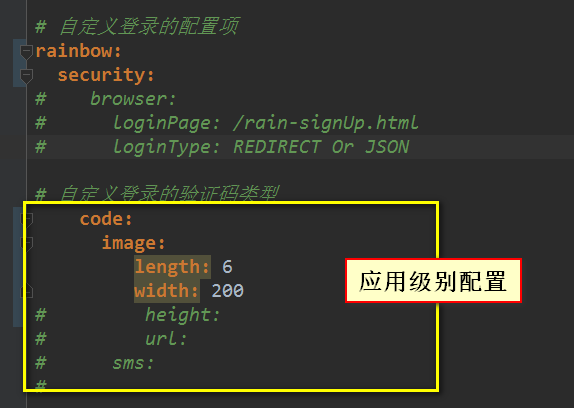 # 自定义登录的配置项
rainbow:
  security:
#    browser:
#      loginPage: /rain-signUp.html
#      loginType: REDIRECT Or JSON
# 自定义登录的验证码类型
    code:
      image:
         length: 6
         width: 200
#         height:
#         url:
#      sms:
#
应用级别配置